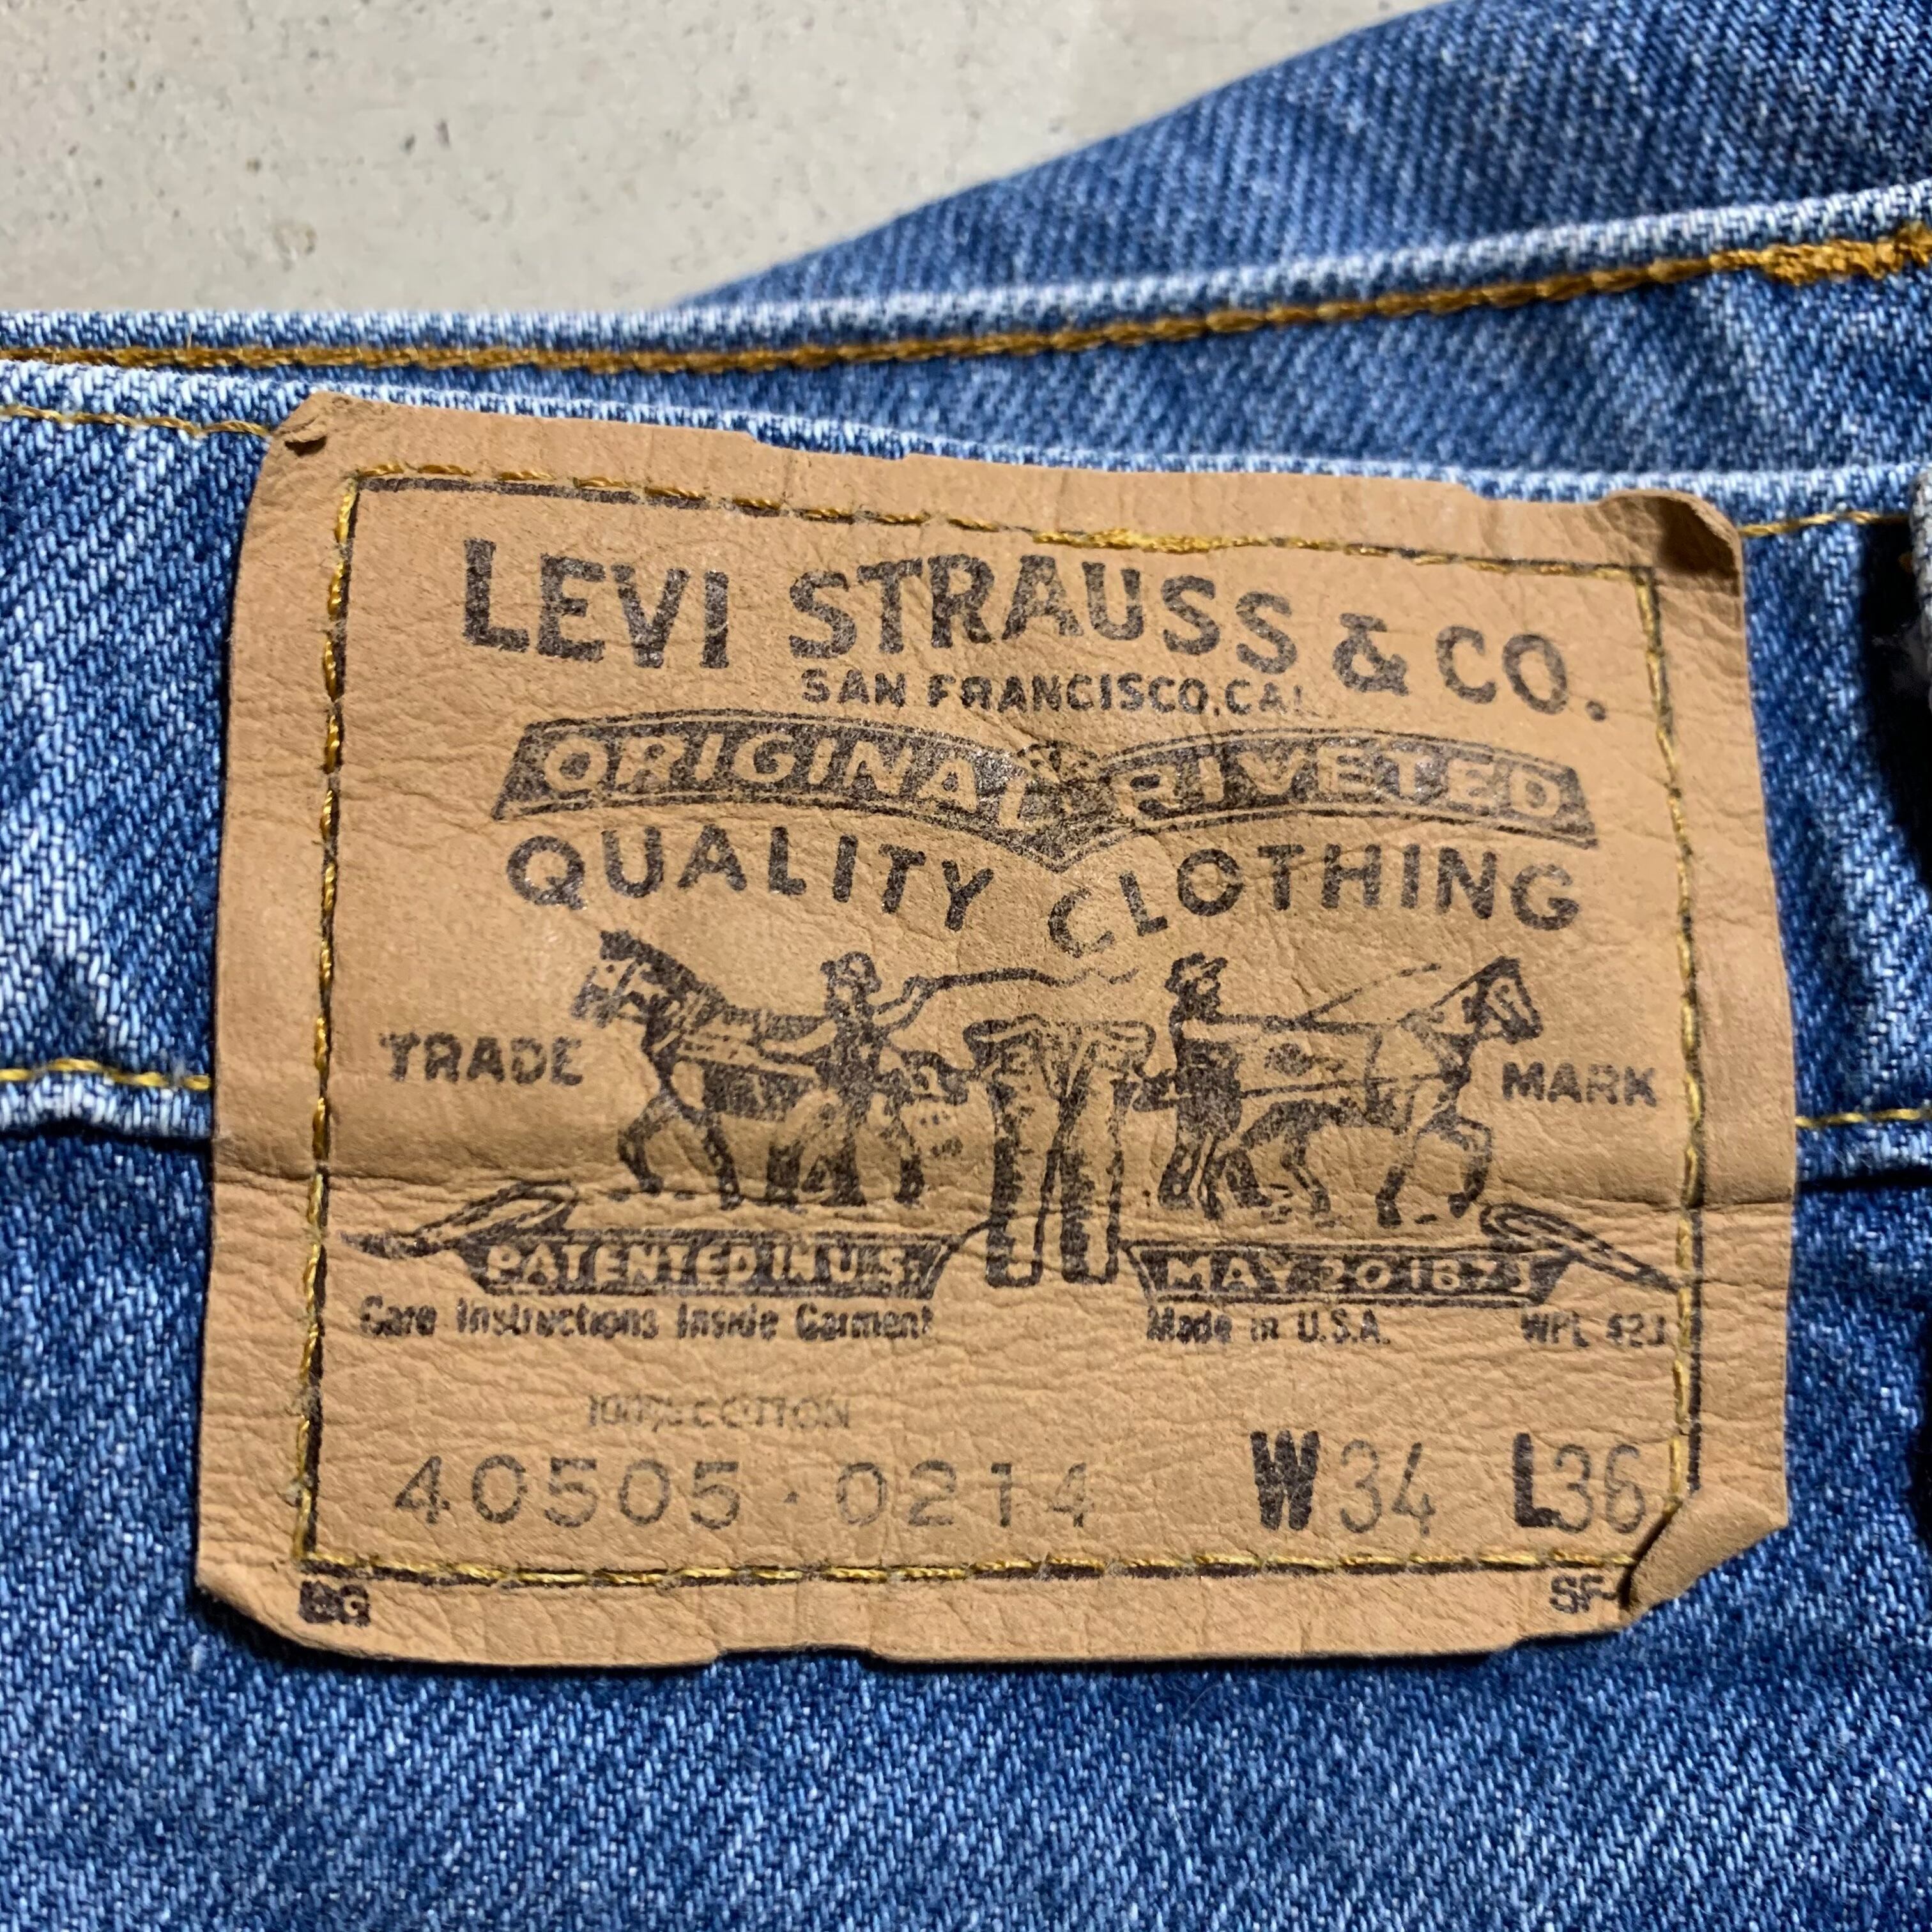 LEVI STRAUSS & CO.
SAN FRANCISCO, CAL
ORIGINAL RIVETED
QUALITY CLOTHING
TRADE MARK
PATENTED IN U.S. MAY 20 1873
Care Instructions Inside Garment Made in U.S.A. WPL 423
100% COTTON
40505 · 0214 W34 L36
SF